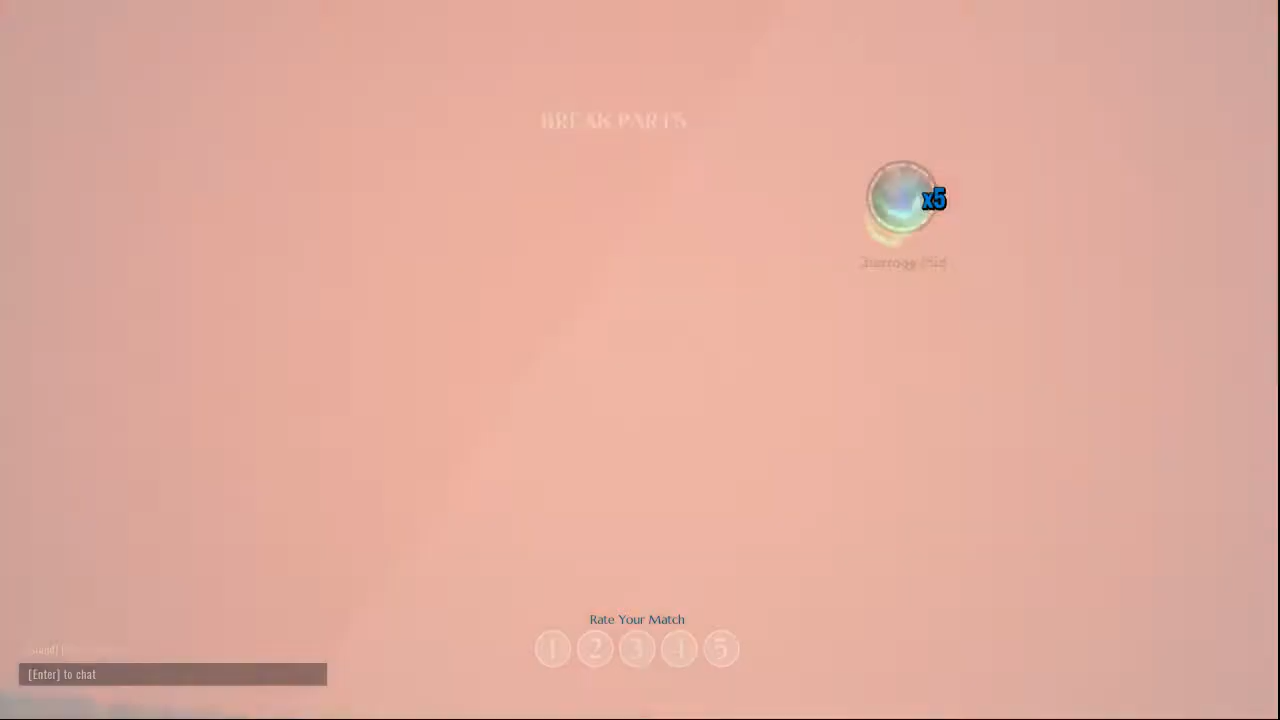 BREAK PARTS
x5
Rate Your Match
1 2 3 4 5
[Enter] to chat